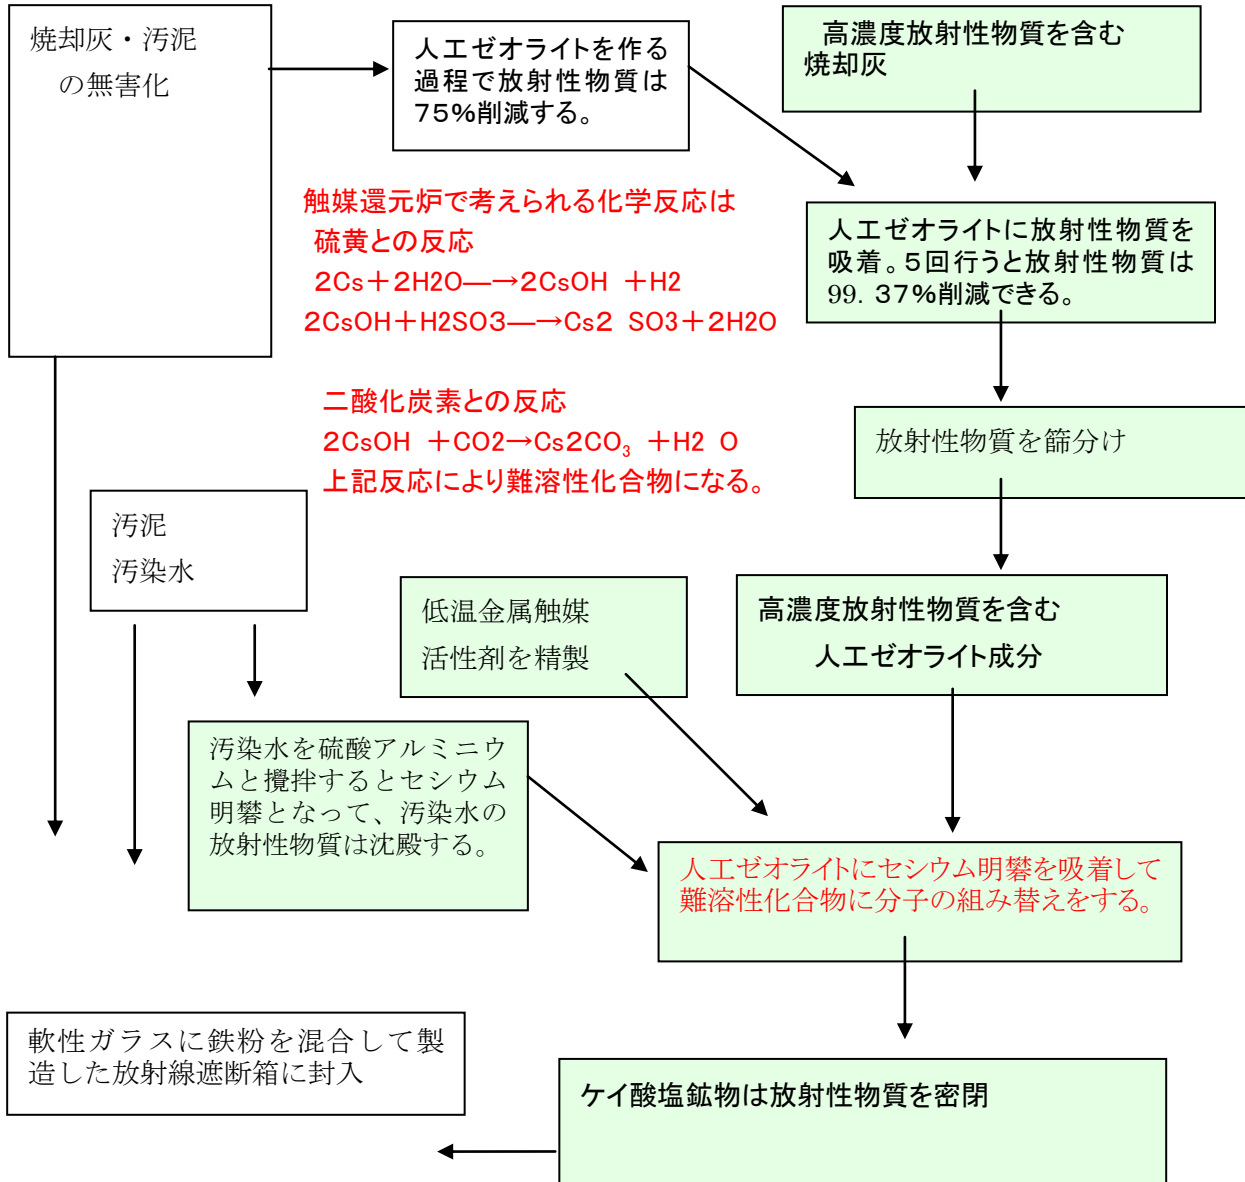 焼却灰・汚泥
の無害化
人工ゼオライトを作る
過程で放射性物質は
75%削減する。
高濃度放射性物質を含む
焼却灰
触媒還元炉で考えられる化学反応は
硫黄との反応
2Cs＋2H2O―→2CsOH ＋H2
2CsOH＋H2SO3―→Cs2 SO3＋2H2O
人工ゼオライトに放射性物質を
吸着。５回行うと放射性物質は
99. 37%削減できる。
二酸化炭素との反応
2CsOH ＋CO2→Cs2CO₃ ＋H2 O
上記反応により難溶性化合物になる。
放射性物質を篩分け
汚泥
汚染水
低温金属触媒
活性剤を精製
高濃度放射性物質を含む
人工ゼオライト成分
汚染水を硫酸アルミニウ
ムと攪拌するとセシウム
明礬となって、汚染水の
放射性物質は沈殿する。
人工ゼオライトにセシウム明礬を吸着して
難溶性化合物に分子の組み替えをする。
軟性ガラスに鉄粉を混合して製
造した放射線遮断箱に封入
ケイ酸塩鉱物は放射性物質を密閉